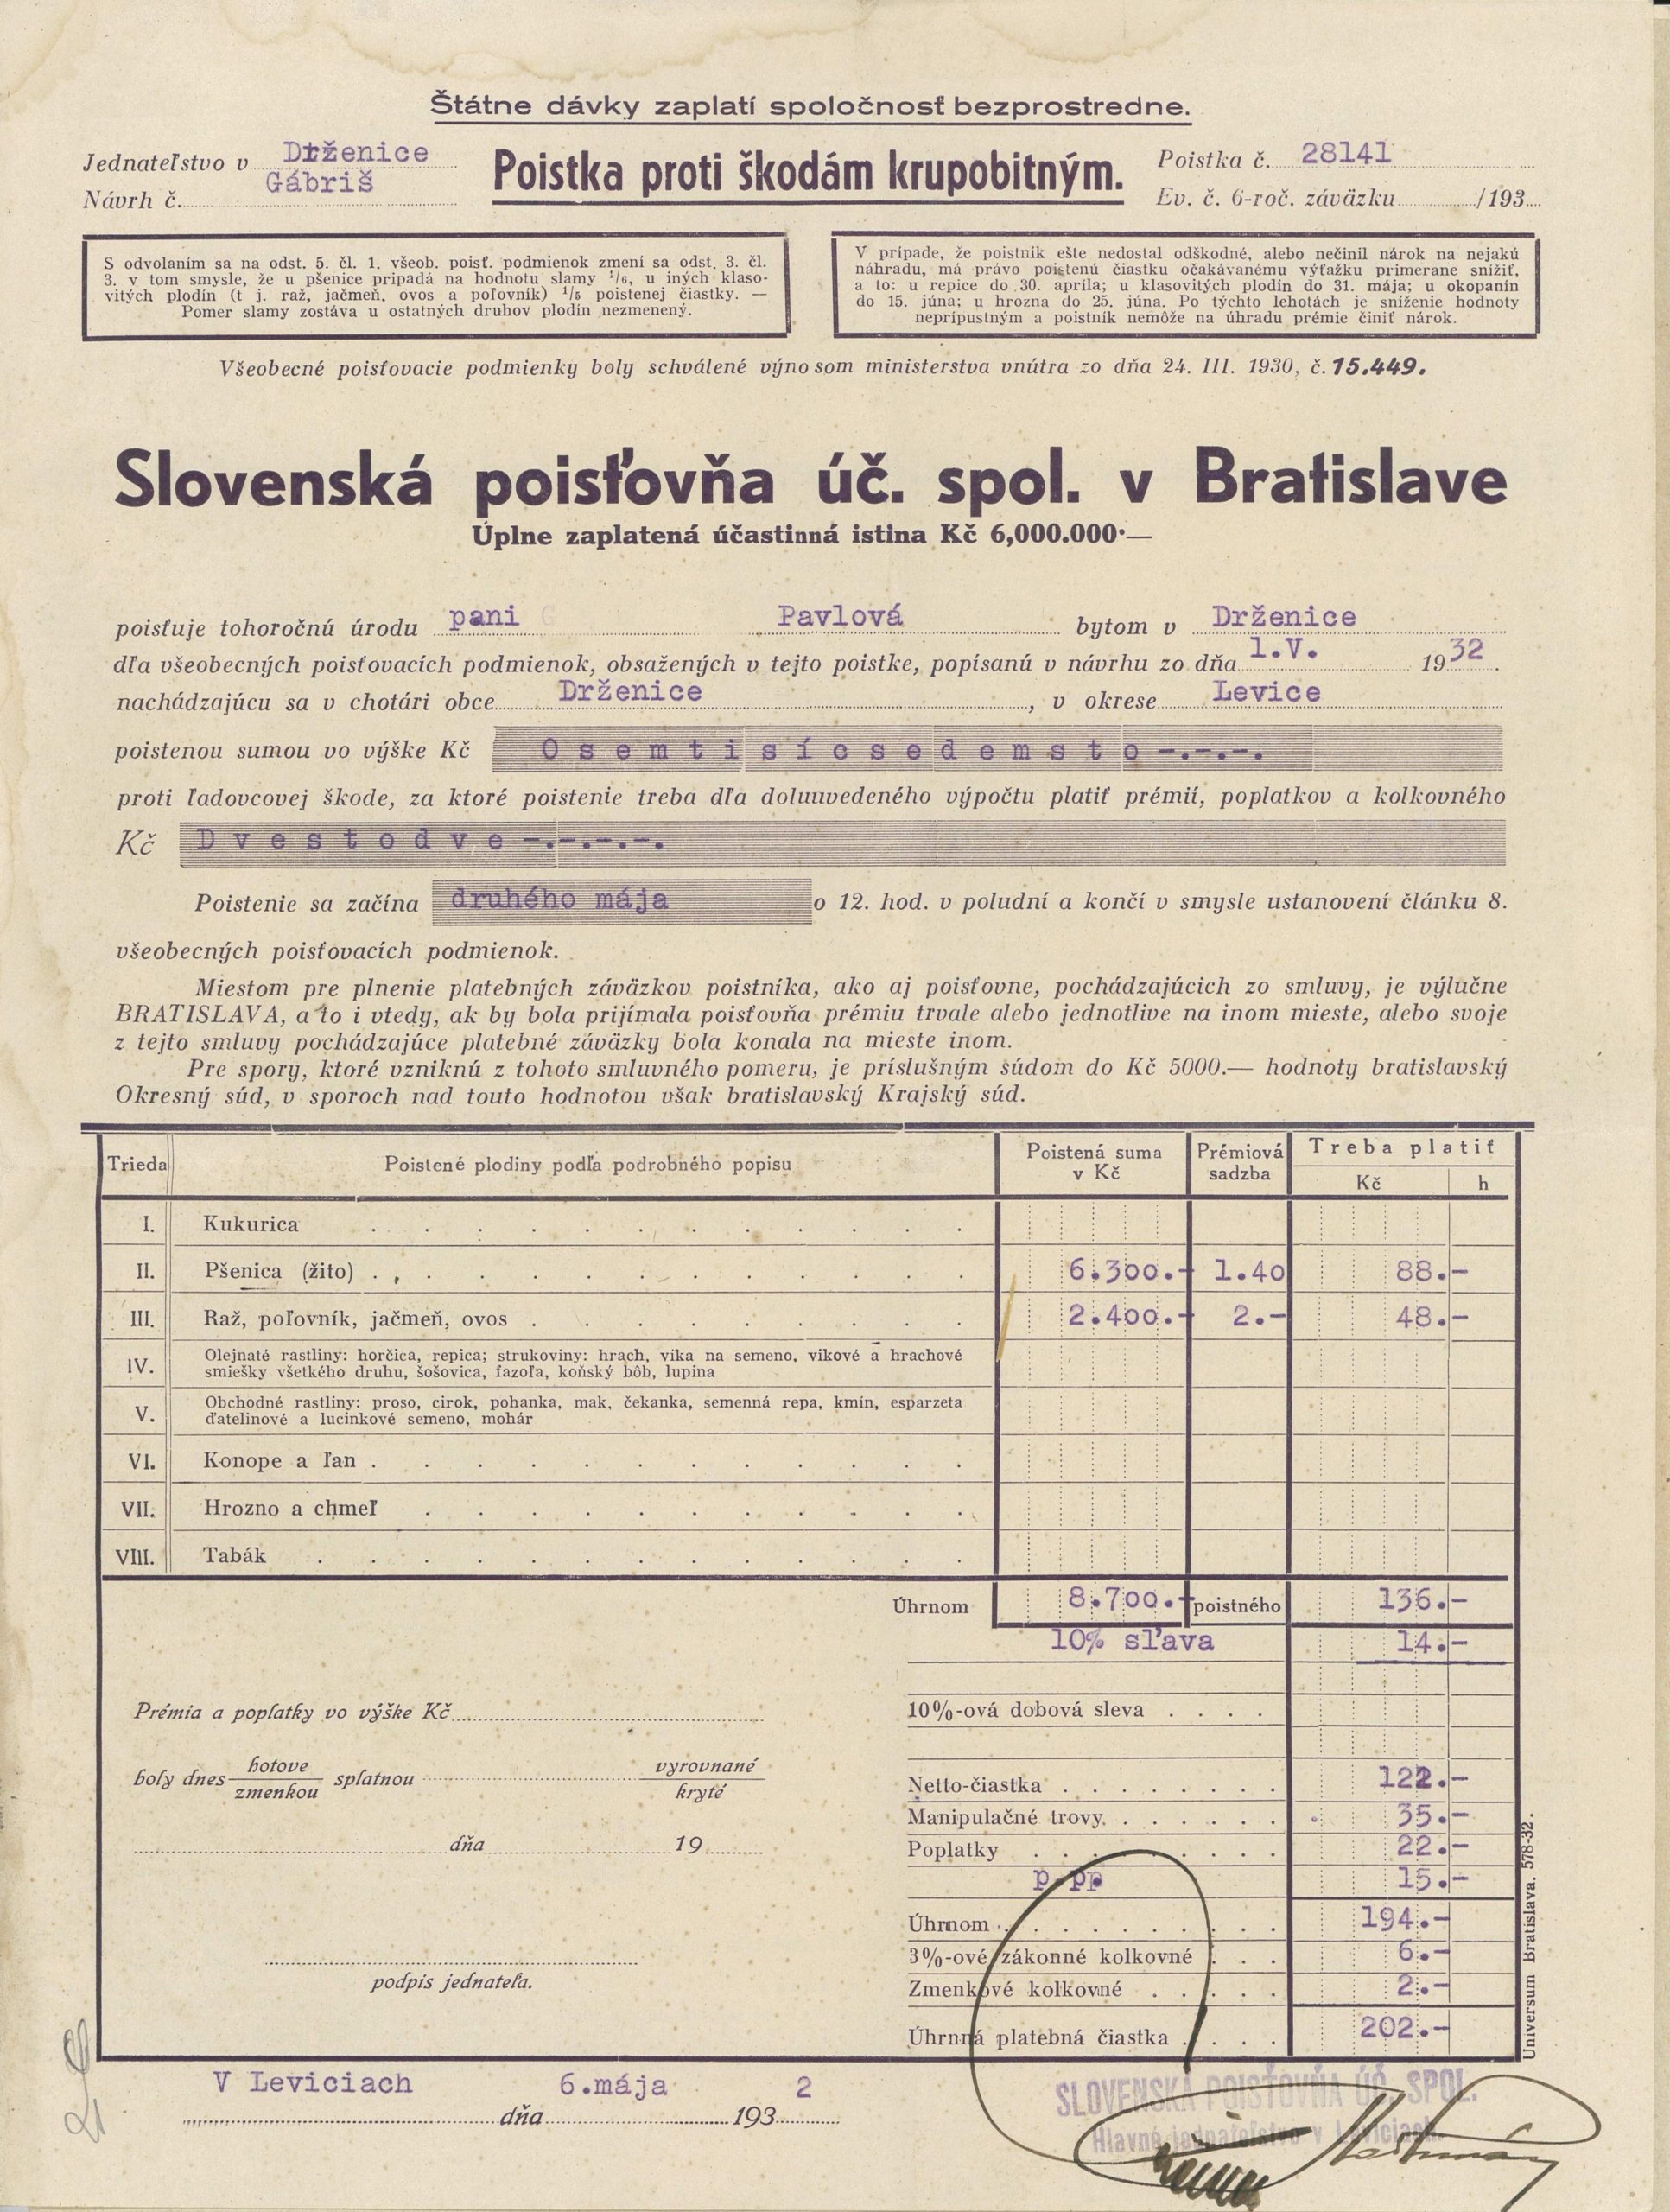 Štátne dávky zaplatí spoločnosť bezprostredne.
Jednateľstvo v Drženice
Gábriš
Návrh č.
Poistka proti škodám krupobitným.
Poistka č. 28141
Ev. č. 6-roč. záväzku /193
S odvolaním sa na odst. 5. čl. 1. všeob. poisť. podmienok zmení sa odst. 3. čl.
3. v tom smysle, že u pšenice pripadá na hodnotu slamy 1/6, u iných klaso-
vitých plodín (t j. raž, jačmeň, ovos a poľovník) 1/5 poistenej čiastky. —
Pomer slamy zostáva u ostatných druhov plodin nezmenený.
V prípade, že poistník ešte nedostal odškodné, alebo nečinil nárok na nejakú
náhradu, má právo poistenú čiastku očakávanému výťažku primerane snížiť,
a to: u repice do 30. apríla; u klasovitých plodín do 31. mája; u okopanín
do 15. júna; u hrozna do 25. júna. Po týchto lehotách je sníženie hodnoty
neprípustným a poistník nemôže na úhradu prémie činiť nárok.
Všeobecné poisťovacie podmienky boly schválené výnosom ministerstva vnútra zo dňa 24. III. 1930, č. 15.449.
Slovenská poisťovňa úč. spol. v Bratislave
Úplne zaplatená účastinná istina Kč 6,000.000·—
poisťuje tohoročnú úrodu pani Pavlová bytom v Drženice
dľa všeobecných poisťovacích podmienok, obsažených v tejto poistke, popísanú v návrhu zo dňa 1.V. 1932.
nachádzajúcu sa v chotári obce Drženice, v okrese Levice
poistenou sumou vo výške Kč Osemtisícsedemsto-.-.-.
proti ľadovcovej škode, za ktoré poistenie treba dľa doluuvedeného výpočtu platiť prémií, poplatkov a kolkovného
Kč Dvestodve-.-.-.-.
Poistenie sa začína druhého mája o 12. hod. v poludní a končí v smysle ustanovení článku 8.
všeobecných poisťovacích podmienok.
Miestom pre plnenie platebných záväzkov poistníka, ako aj poisťovne, pochádzajúcich zo smluvy, je výlučne
BRATISLAVA, a to i vtedy, ak by bola prijímala poisťovňa prémiu trvale alebo jednotlive na inom mieste, alebo svoje
z tejto smluvy pochádzajúce platebné záväzky bola konala na mieste inom.
Pre spory, ktoré vzniknú z tohoto smluvného pomeru, je príslušným súdom do Kč 5000.— hodnoty bratislavský
Okresný súd, v sporoch nad touto hodnotou však bratislavský Krajský súd.
Trieda Poistené plodiny podľa podrobného popisu Poistená suma v Kč Prémiová sadzba Treba platiť
Kč h
I. Kukurica
II. Pšenica (žito) 6.300.- 1.40 88.-
III. Raž, poľovník, jačmeň, ovos 2.400.- 2.- 48.-
IV. Olejnaté rastliny: horčica, repica; strukoviny: hrach, vika na semeno, vikové a hrachové
smiešky všetkého druhu, šošovica, fazoľa, koňský bôb, lupina
V. Obchodné rastliny: proso, cirok, pohanka, mak, čekanka, semenná repa, kmín, esparzeta
ďatelinové a lucinkové semeno, mohár
VI. Konope a ľan
VII. Hrozno a chmeľ
VIII. Tabák
Úhrnom 8.700.- poistného 136.-
10% sľava 14.-
Prémia a poplatky vo výške Kč
10%-ová dobová sleva
boly dnes hotove zmenkou splatnou vyrovnané kryté
Netto-čiastka 122.-
Manipulačné trovy 35.-
dňa 19
Poplatky 22.-
p.pp 15.-
Úhrnom 194.-
3%-ové zákonné kolkovné 6.-
podpis jednateľa.
Zmenkové kolkovné 2.-
Úhrnná platebná čiastka 202.-
Universum Bratislava. 578-32.
V Leviciach dňa 6.mája 1932
SLOVENSKÁ POISŤOVŇA ÚČ. SPOL.
Hlavné jednateľstvo v Leviciach.